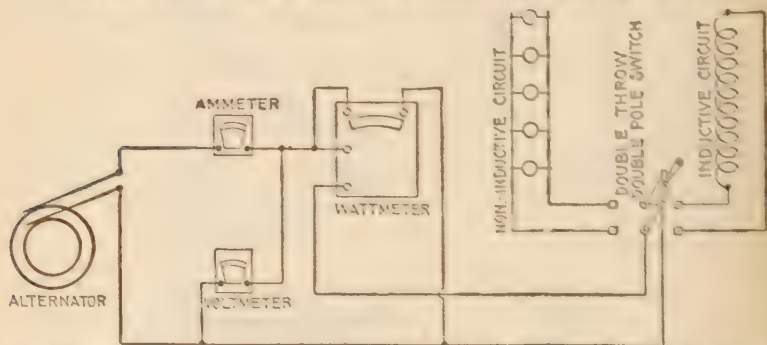 AMMETER
NON-INDUCTIVE CIRCUIT
DOUBLE THROW
DOUBLE POLE SWITCH
INDUCTIVE CIRCUIT
WATTMETER
ALTERNATOR
VOLTMETER